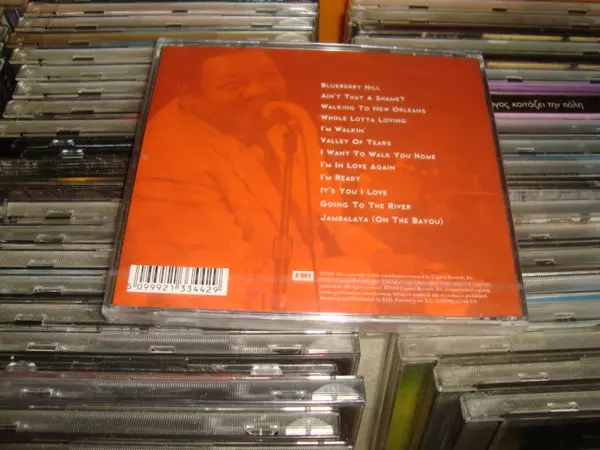 BLUEBERRY HILL
AIN'T THAT A SHAME?
WALKING TO NEW ORLEANS
WHOLE LOTTA LOVING
I'M WALKIN'
VALLEY OF TEARS
I WANT TO WALK YOU HOME
I'M IN LOVE AGAIN
I'M READY
IT'S YOU I LOVE
GOING TO THE RIVER
JAMBALAYA (ON THE BAYOU)
κοιτάζει την πόλη
EMI
5 099921 334429